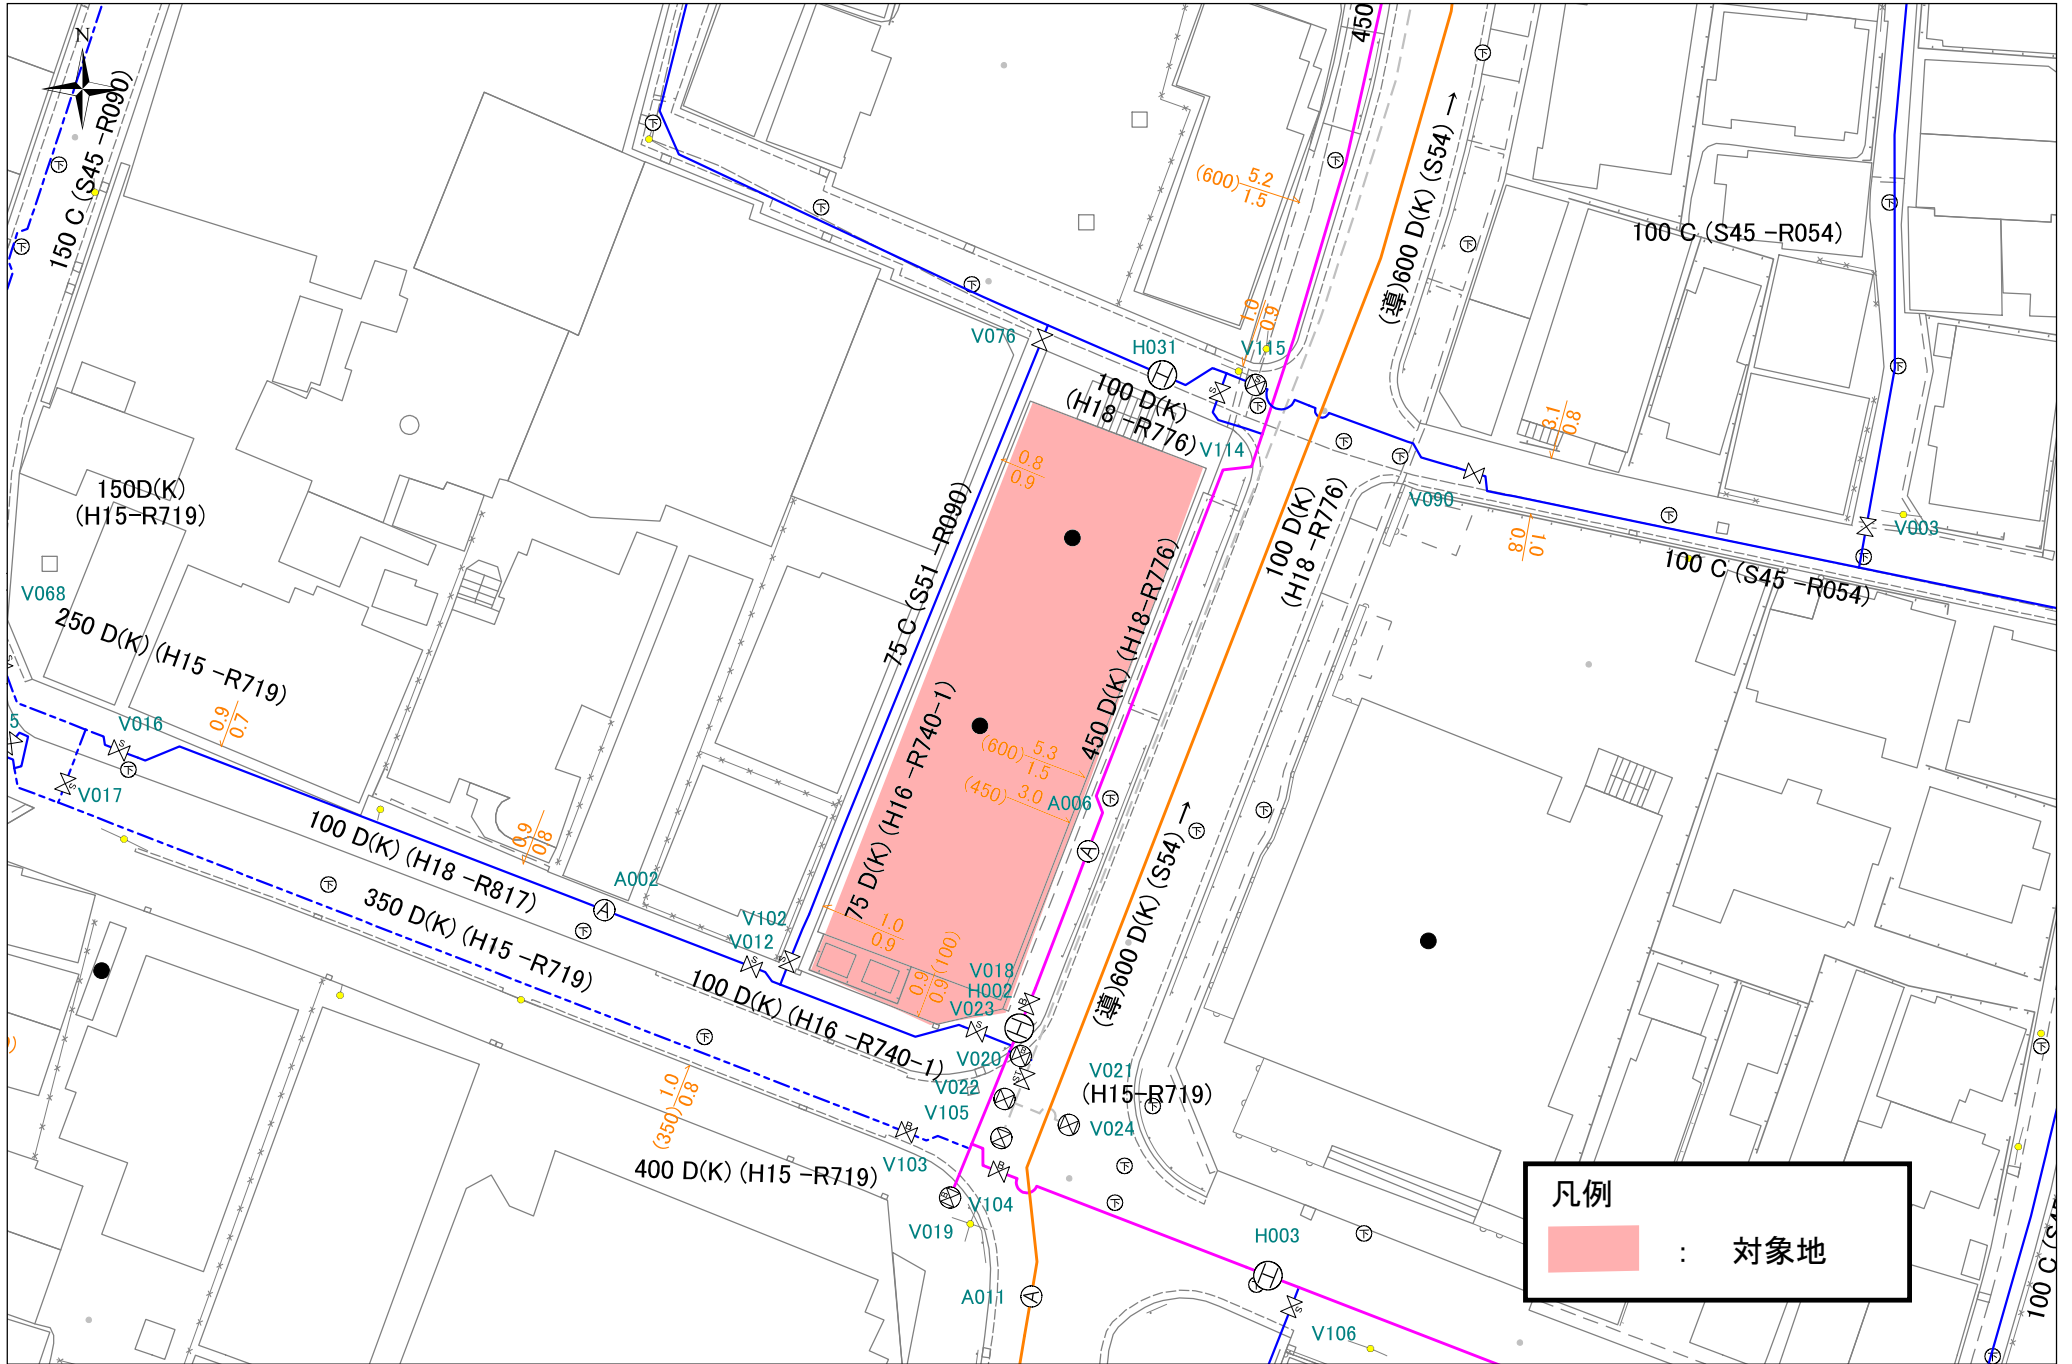 N
150 C (S45 -R090)
450
(600) 5.2
1.5
(導)600 D(K) (S54) →
100 C (S45 -R054)
1.0
0.9
V076
H031
V115
100 D(K)
(H18 -R776)
V114
3.1
0.8
V090
V003
1.0
0.8
100 C (S45 -R054)
100 D(K)
(H18 -R776)
0.8
0.9
75 C (S51 -R090)
450 D(K) (H18-R776)
150D(K)
(H15-R719)
V068
250 D(K) (H15 -R719)
0.9
0.7
5
V016
V017
100 D(K) (H18 -R817)
0.9
0.8
350 D(K) (H15 -R719)
A002
V102
V012
75 D(K) (H16 -R740-1)
(600) 5.3
1.5
(450) 3.0
A006
1.0
0.9
0.9
0.9 (100)
V018
H002
V023
100 D(K) (H16 -R740-1)
(導)600 D(K) (S54) →
V020
V022
V105
V021
(H15-R719)
V024
(350) 1.0
0.8
V103
400 D(K) (H15 -R719)
V104
V019
A011
H003
V106
凡例
: 対象地